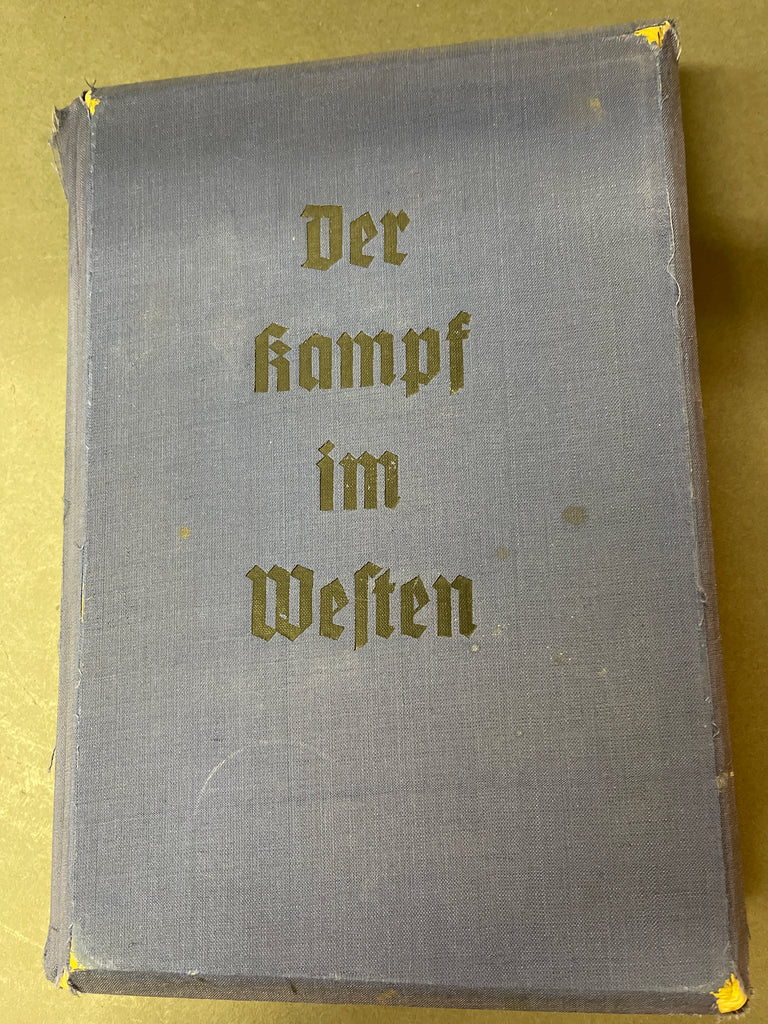 Der
Kampf
im
Weſten